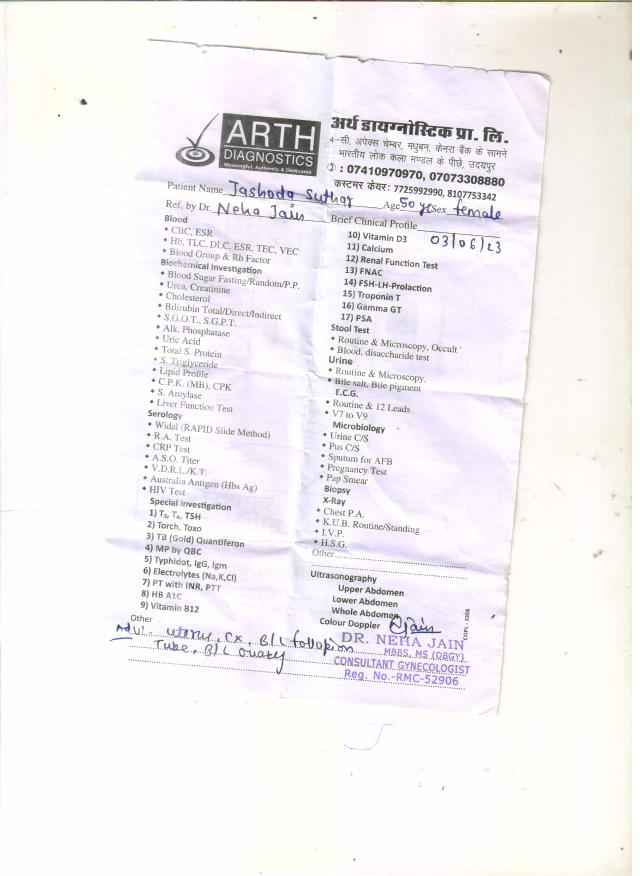 ARTH
DIAGNOSTICS
Meaningful, Authentic & Dedicated
अर्थ डायग्नोस्टिक प्रा. लि.
4-सी, अपेक्स चेम्बर, मधुबन, केनरा बैंक के सामने
भारतीय लोक कला मण्डल के पीछे, उदयपुर
: 07410970970, 07073308880
कस्टमर केयर: 7725992990, 8107753342
Patient Name Jashoda Suthar Age 50 yr Sex female
Ref. by Dr. Neha Jain Brief Clinical Profile
03/06/23
Blood
• CBC, ESR
• Hb, TLC, DLC, ESR, TEC, VEC
• Blood Group & Rh Factor
Biochemical Investigation
• Blood Sugar Fasting/Random/P.P.
• Urea, Creatinine
• Cholesterol
• Bilirubin Total/Direct/Indirect
• S.G.O.T., S.G.P.T.
• Alk, Phosphatase
• Uric Acid
• Total S. Protein
• S. Triglyceride
• Lipid Profile
• C.P.K. (MB), CPK
• S. Amylase
• Liver Function Test
Serology
• Widal (RAPID Slide Method)
• R.A. Test
• CRP Test
• A.S.O. Titer
• V.D.R.L./K.T.
• Australia Antigen (Hbs Ag)
• HIV Test
Special Investigation
1) T₃, T₄, TSH
2) Torch, Toxo
3) TB (Gold) Quantiferon
4) MP by QBC
5) Typhidot, IgG, Igm
6) Electrolytes (Na,K,Cl)
7) PT with INR, PTT
8) HB A1C
9) Vitamin B12
10) Vitamin D3
11) Calcium
12) Renal Function Test
13) FNAC
14) FSH-LH-Prolaction
15) Troponin T
16) Gamma GT
17) PSA
Stool Test
• Routine & Microscopy, Occult
• Blood, disaccharide test
Urine
• Routine & Microscopy,
• Bile salt, Bile pigment
E.C.G.
• Routine & 12 Leads
• V7 to V9
Microbiology
• Urine C/S
• Pus C/S
• Sputum for AFB
• Pregnancy Test
• Pap Smear
Biopsy
X-Ray
• Chest P.A.
• K.U.B. Routine/Standing
• I.V.P.
• H.S.G.
Other
Ultrasonography
Upper Abdomen
Lower Abdomen
Whole Abdomen
Colour Doppler
Other
Adv. uterus, Cx, B/L fallopion
Tube, B/L ovary
DR. NEHA JAIN
MBBS, MS (OBGY)
CONSULTANT GYNECOLOGIST
Reg. No.-RMC-52906